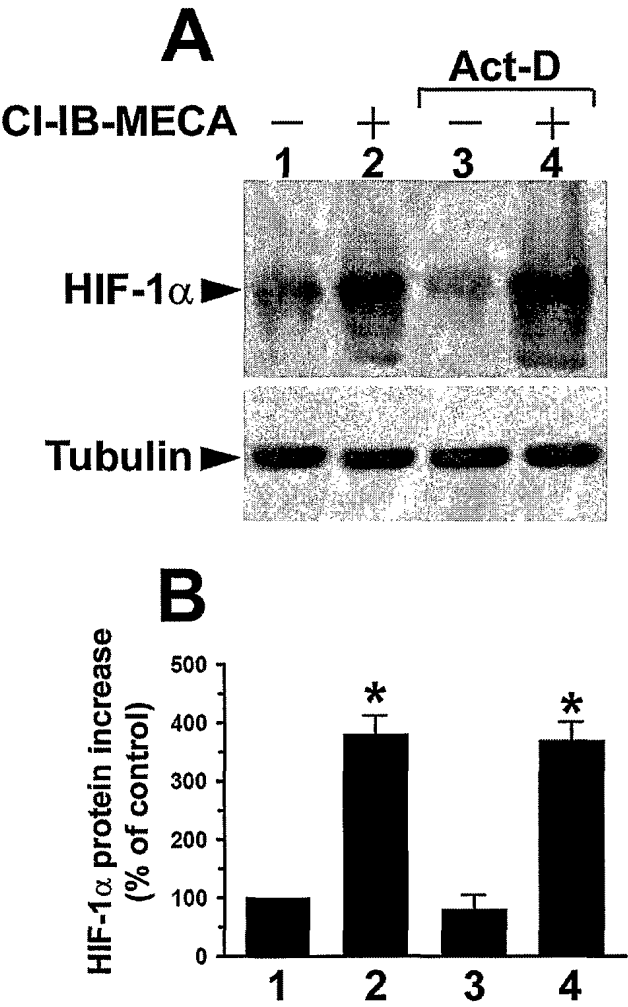 A
Act-D
Cl-IB-MECA − + − +
1 2 3 4
HIF-1α
Tubulin
B
HIF-1α protein increase
(% of control)
500
400
300
200
100
0
* *
1 2 3 4